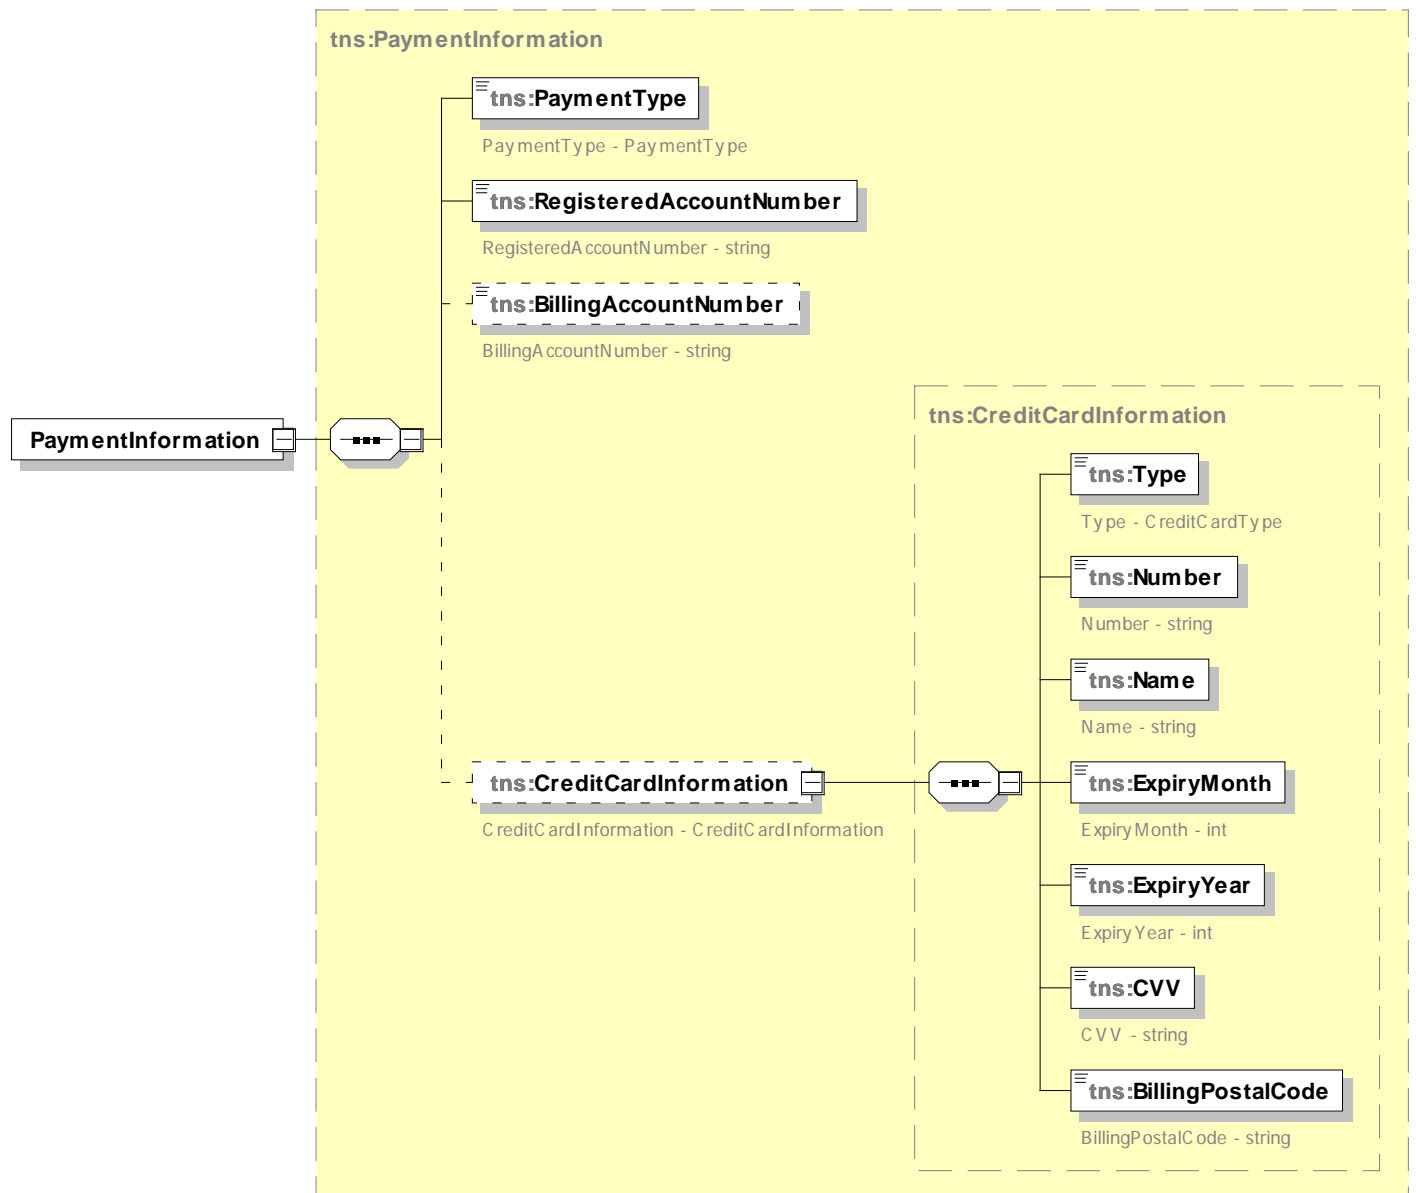 tns:PaymentInformation
tns:PaymentType
PaymentType - PaymentType
tns:RegisteredAccountNumber
RegisteredAccountNumber - string
tns:BillingAccountNumber
BillingAccountNumber - string
PaymentInformation
tns:CreditCardInformation
CreditCardInformation - CreditCardInformation
tns:CreditCardInformation
tns:Type
Type - CreditCardType
tns:Number
Number - string
tns:Name
Name - string
tns:ExpiryMonth
ExpiryMonth - int
tns:ExpiryYear
ExpiryYear - int
tns:CVV
CVV - string
tns:BillingPostalCode
BillingPostalCode - string